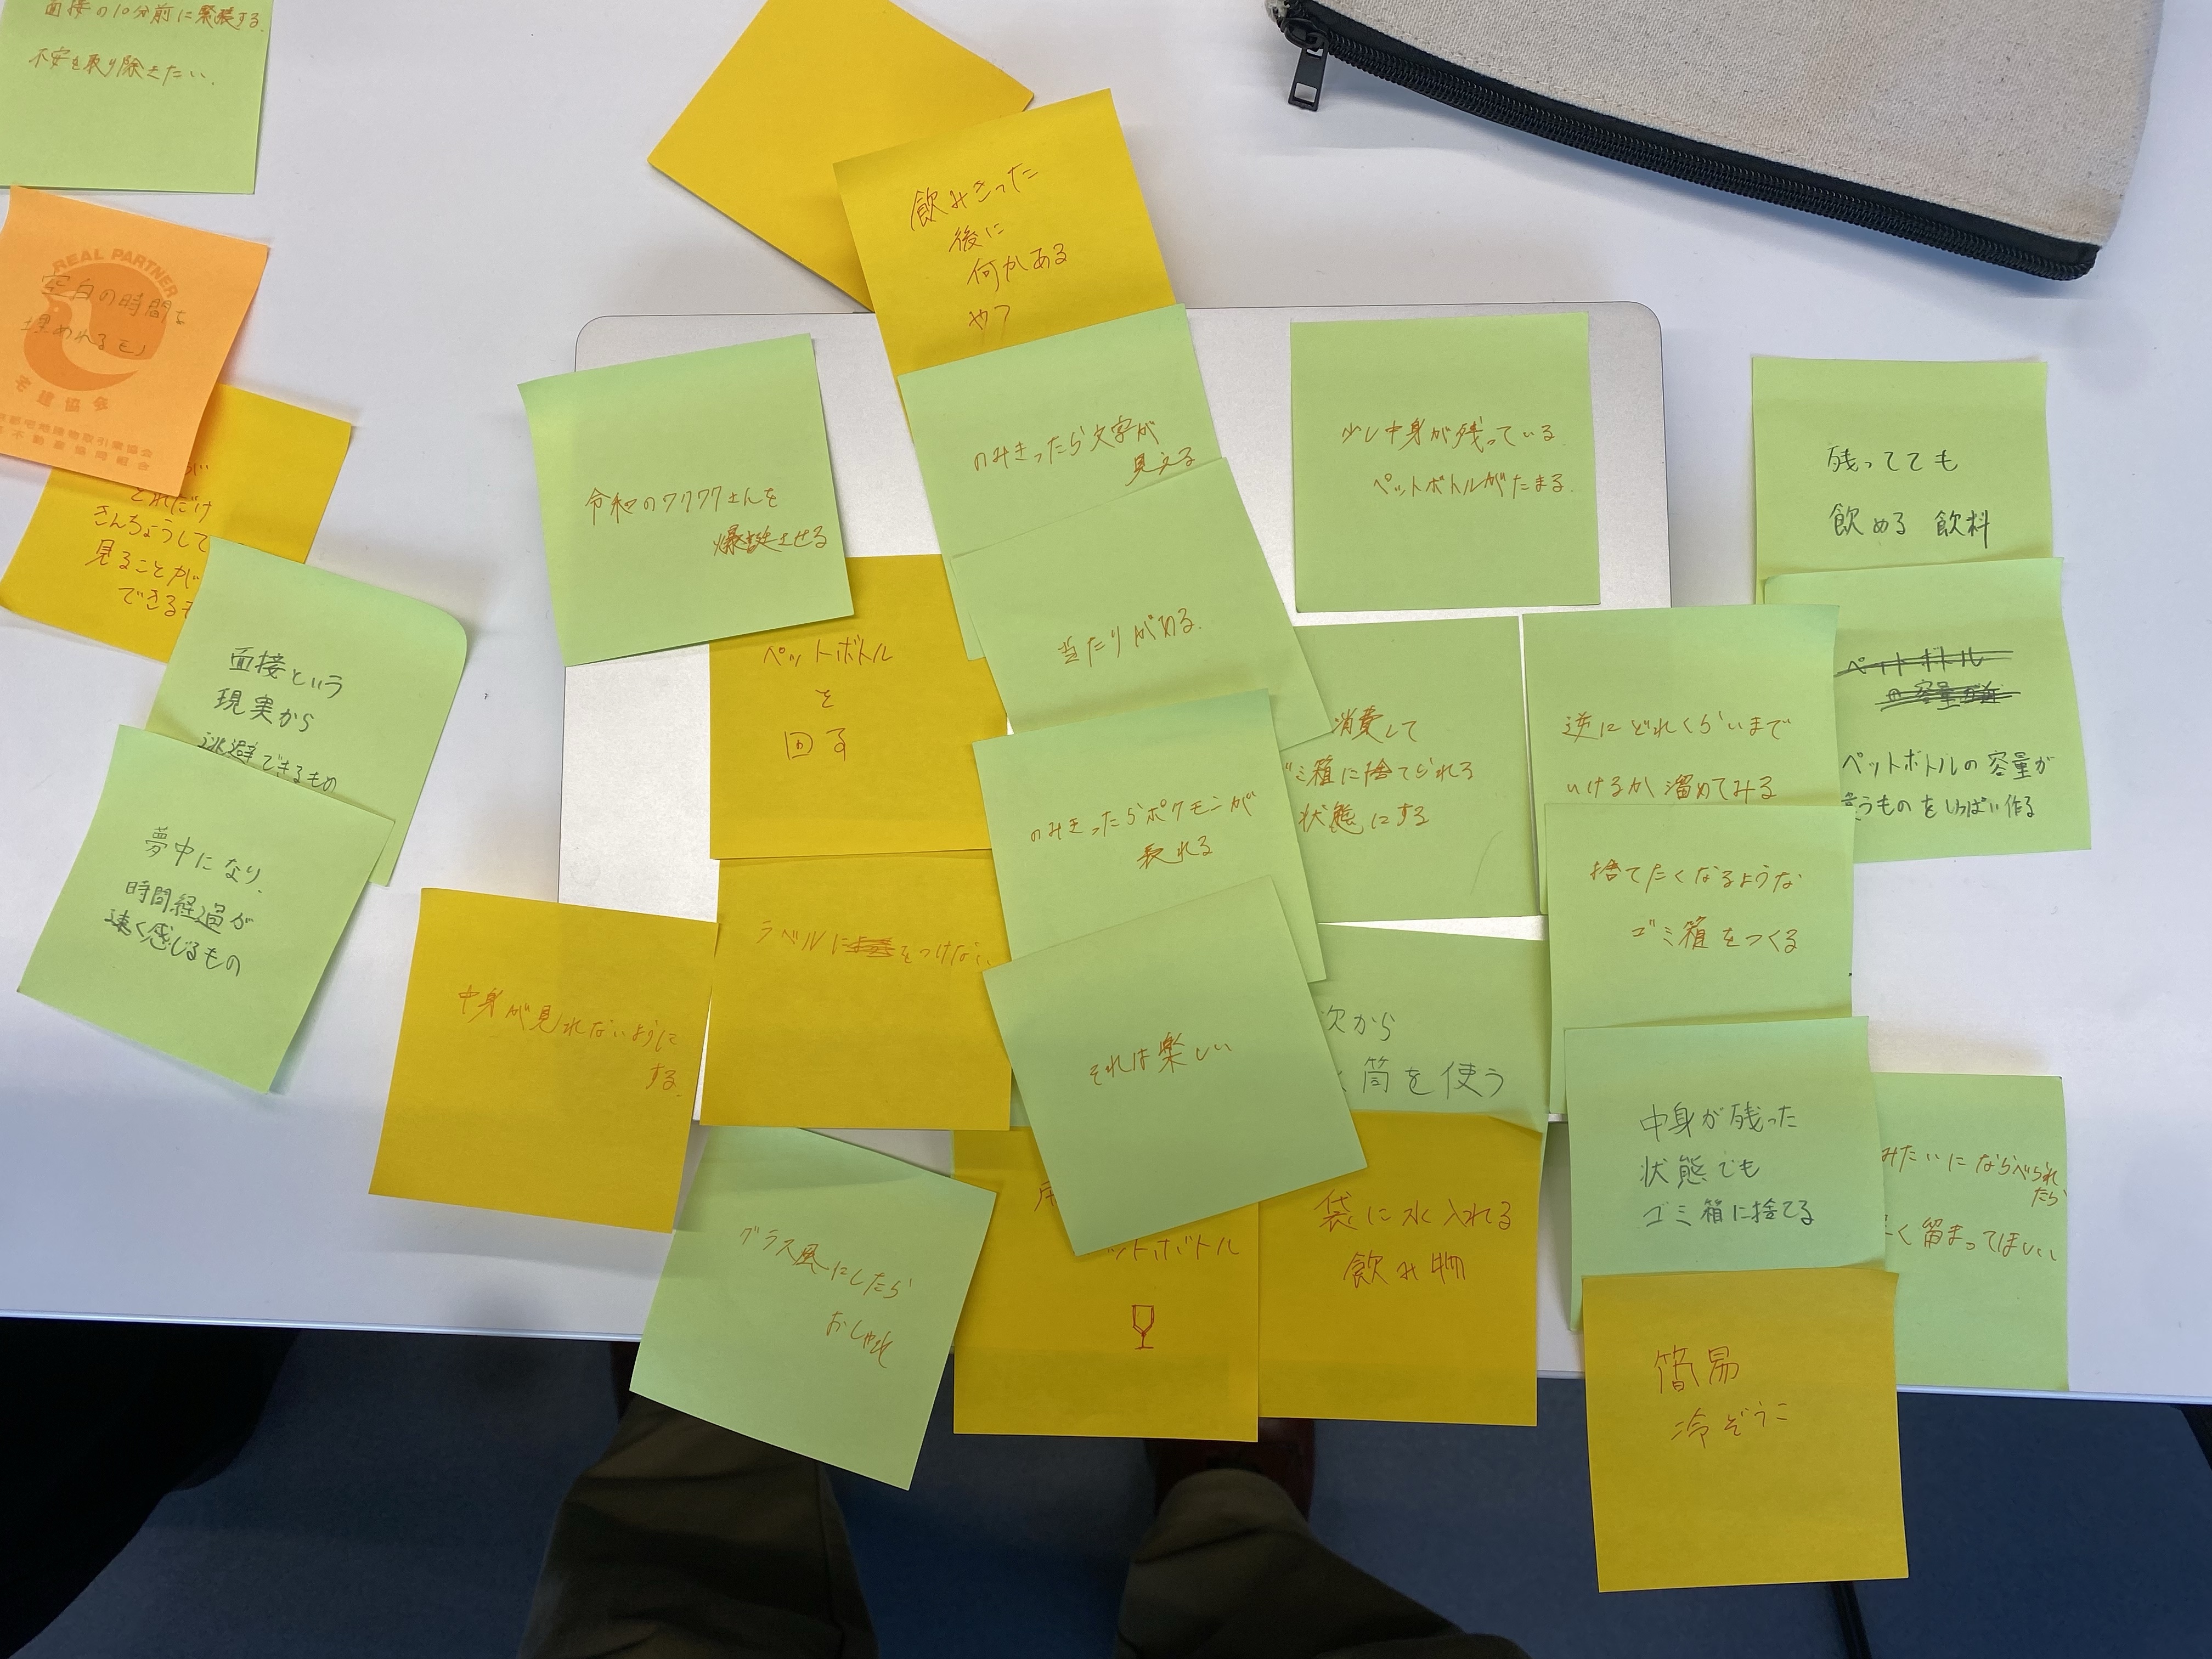 面接の10分前に緊張する
不安を取り除きたい.
REAL PARTNER
空白の時間を
埋めれるモノ
宅建協会
どれだけ
きんちょうして
見ることが
できるも
面接という
現実から
逃避できるもの
夢中になり、
時間経過が
速く感じるもの
飲みきった
後に
何かある
やつ
令和のワクワクさんを
爆誕させる
のみきったら文字が
見える
当たりがある.
のみきったらポケモンが
取れる
それは楽しい
ペットボトル
を
回す
ラベルに をつけない
中身が見れないように
する.
グラス風にしたら
おしゃれ
ットボトル
袋に水入れる
飲み物
少し中身が残っている
ペットボトルがたまる.
消費して
ミ箱に捨てられる
状態にする
次から
筒を使う
逆にどれくらいまで
いけるか溜めてみる
捨てたくなるような
ゴミ箱をつくる
中身が残った
状態でも
ゴミ箱に捨てる
簡易
冷ぞうこ
残ってても
飲める 飲料
ペットボトル
の容量が
ペットボトルの容量が
うものをいっぱい作る
みたいにならべられ
たら
く留まってほしい